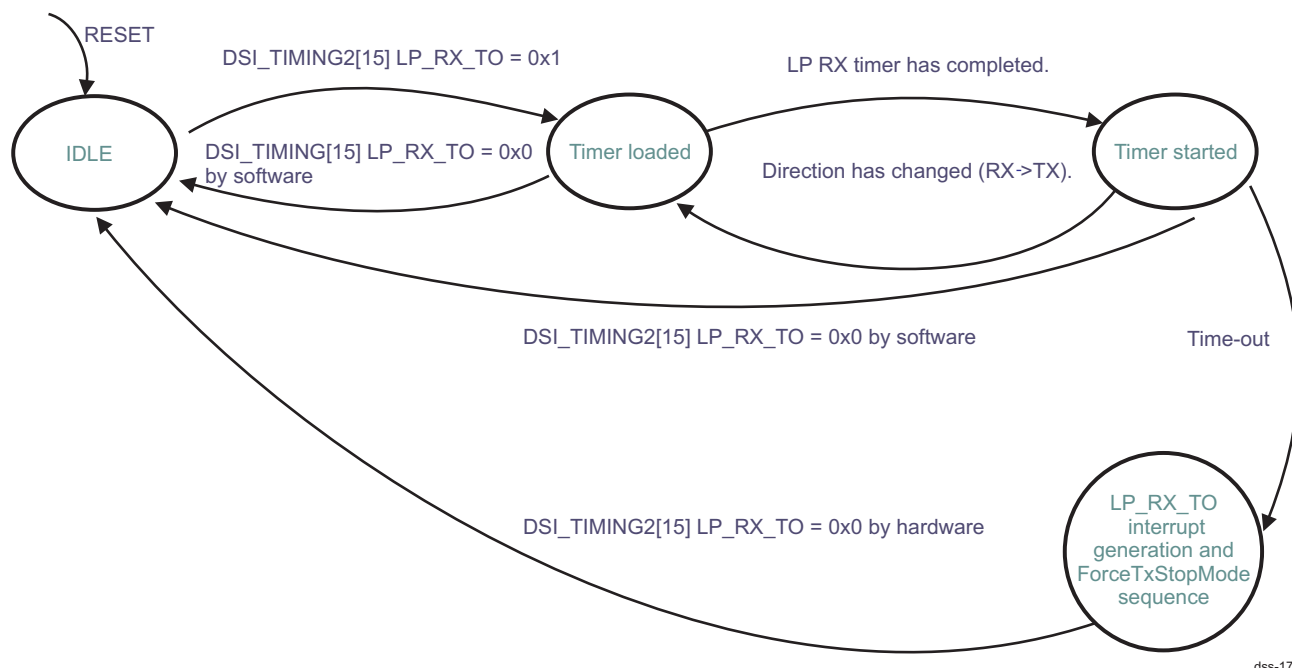 RESET
DSI_TIMING2[15] LP_RX_TO = 0x1
LP RX timer has completed.
IDLE
DSI_TIMING[15] LP_RX_TO = 0x0
by software
Timer loaded
Direction has changed (RX->TX).
Timer started
DSI_TIMING2[15] LP_RX_TO = 0x0 by software
Time-out
DSI_TIMING2[15] LP_RX_TO = 0x0 by hardware
LP_RX_TO
interrupt
generation and
ForceTxStopMode
sequence
dss-17